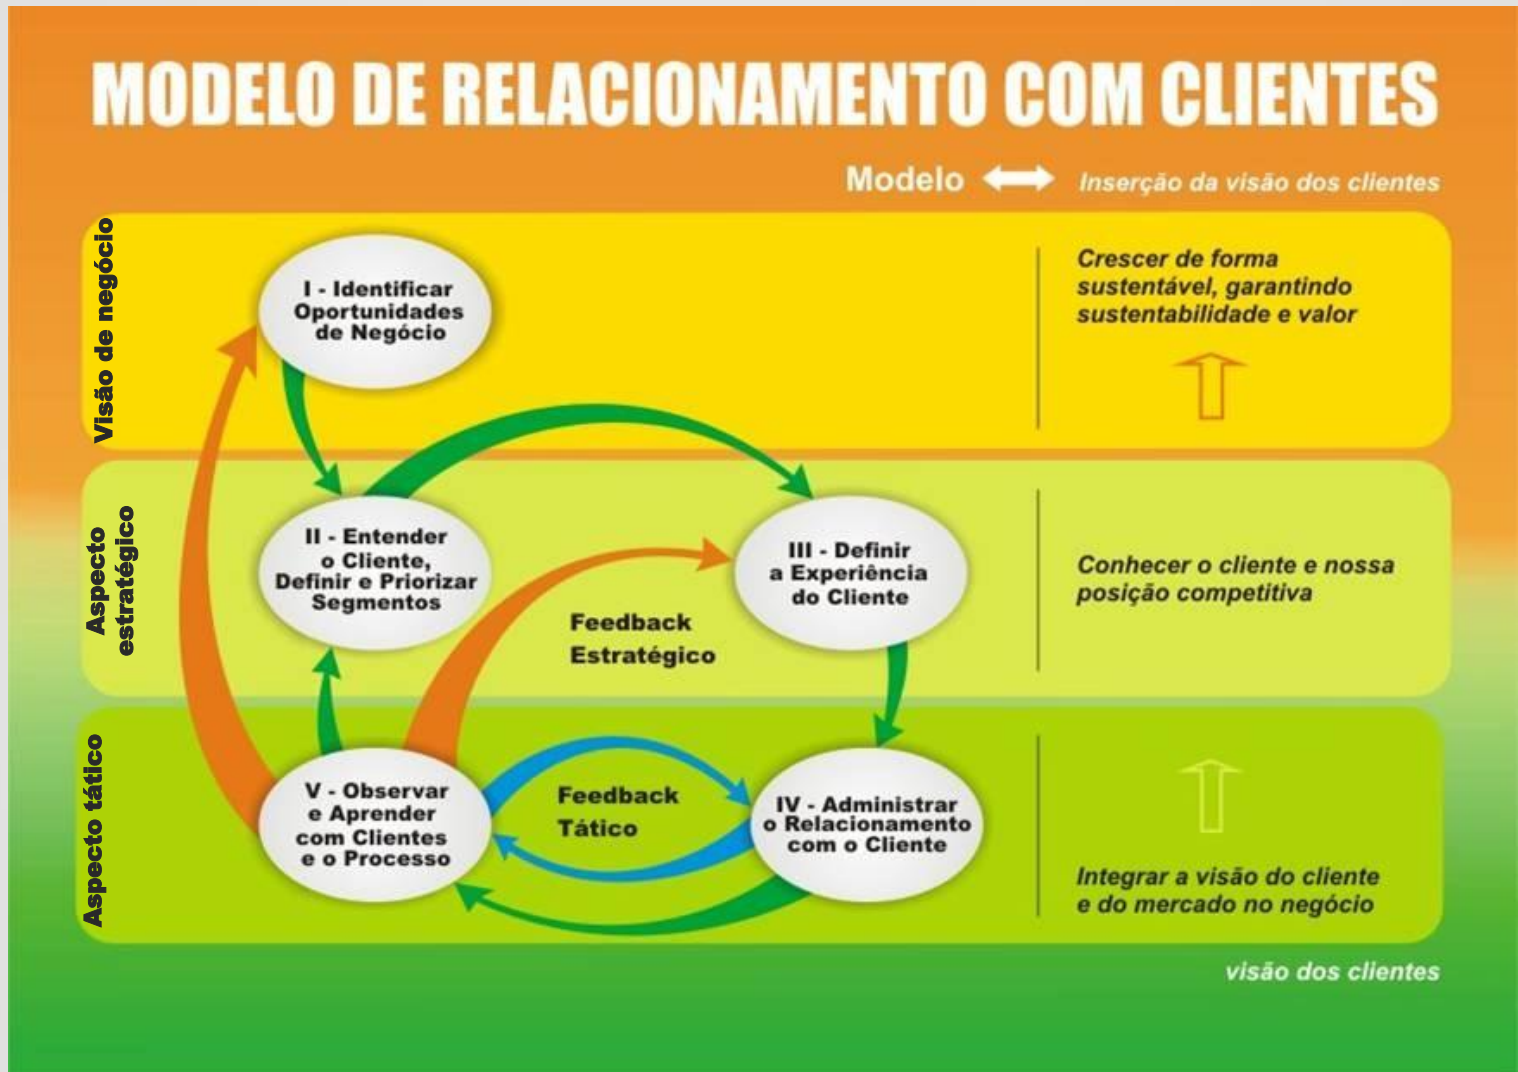 MODELO DE RELACIONAMENTO COM CLIENTES
Modelo
Inserção da visão dos clientes
Visão de negócio
I - Identificar
Oportunidades
de Negócio
Crescer de forma
sustentável, garantindo
sustentabilidade e valor
Aspecto
estratégico
II - Entender
o Cliente,
Definir e Priorizar
Segmentos
Feedback
Estratégico
III - Definir
a Experiência
do Cliente
Conhecer o cliente e nossa
posição competitiva
Aspecto tático
V - Observar
e Aprender
com Clientes
e o Processo
Feedback
Tático
IV - Administrar
o Relacionamento
com o Cliente
Integrar a visão do cliente
e do mercado no negócio
visão dos clientes